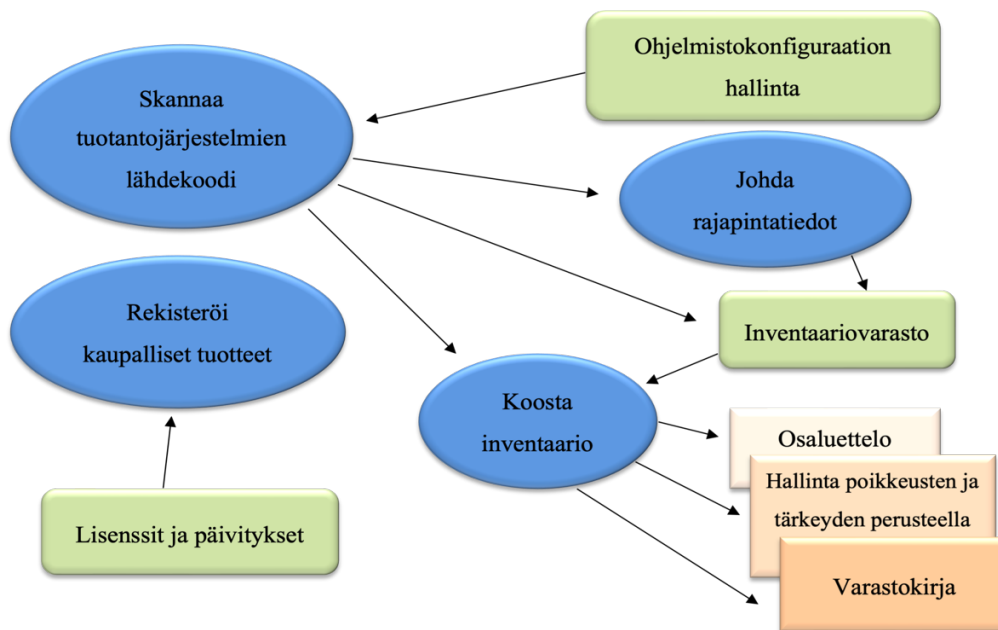 Ohjelmistokonfiguraation
hallinta
Skannaa
tuotantojärjestelmien
lähdekoodi
Johda
rajapintatiedot
Rekisteröi
kaupalliset tuotteet
Inventaariovarasto
Koosta
inventaario
Osaluettelo
Hallinta poikkeusten ja
tärkeyden perusteella
Lisenssit ja päivitykset
Varastokirja